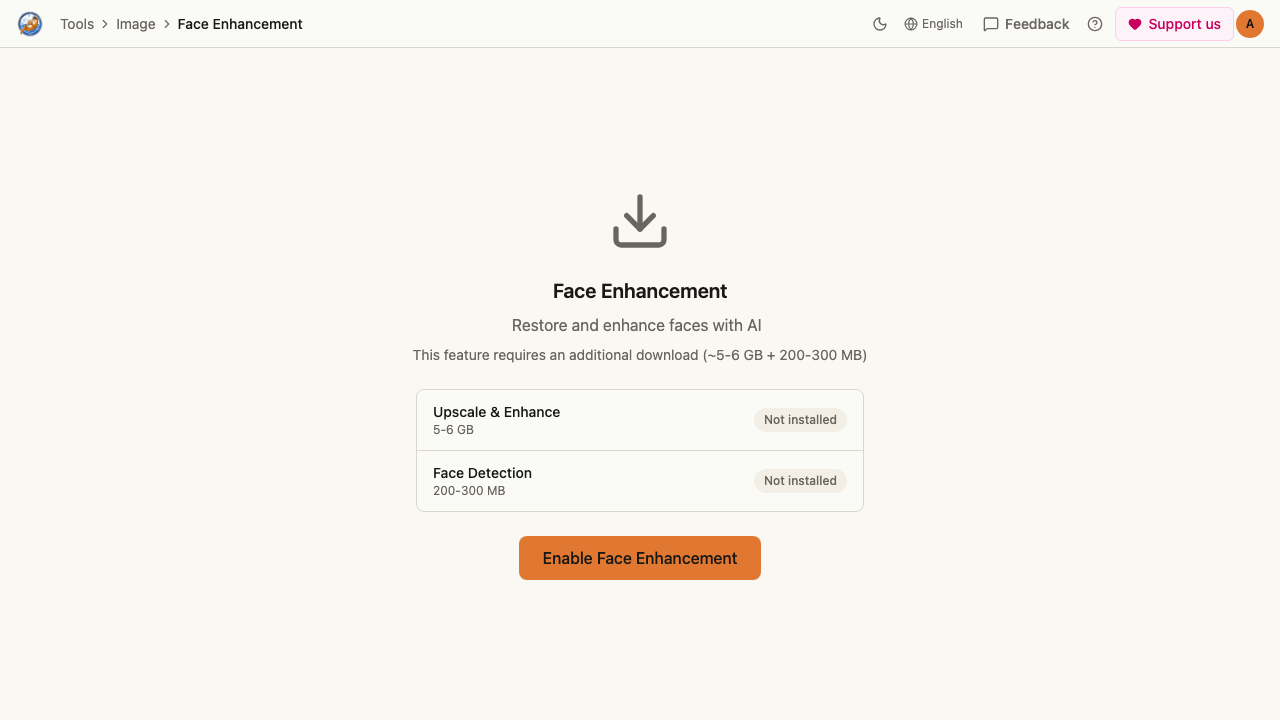 Tools > Image > Face Enhancement
English
Feedback
Support us
A
Face Enhancement
Restore and enhance faces with AI
This feature requires an additional download (~5-6 GB + 200-300 MB)
Upscale & Enhance
5-6 GB
Not installed
Face Detection
200-300 MB
Not installed
Enable Face Enhancement